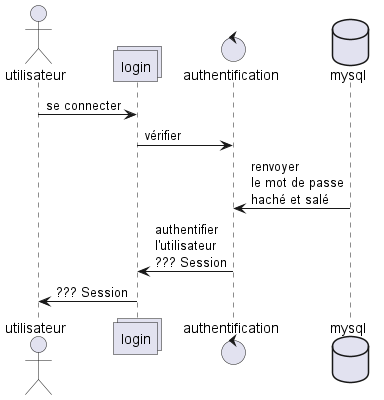 utilisateur
login
authentification
mysql
se connecter
vérifier
renvoyer
le mot de passe
haché et salé
authentifier
l'utilisateur
??? Session
??? Session
utilisateur
login
authentification
mysql